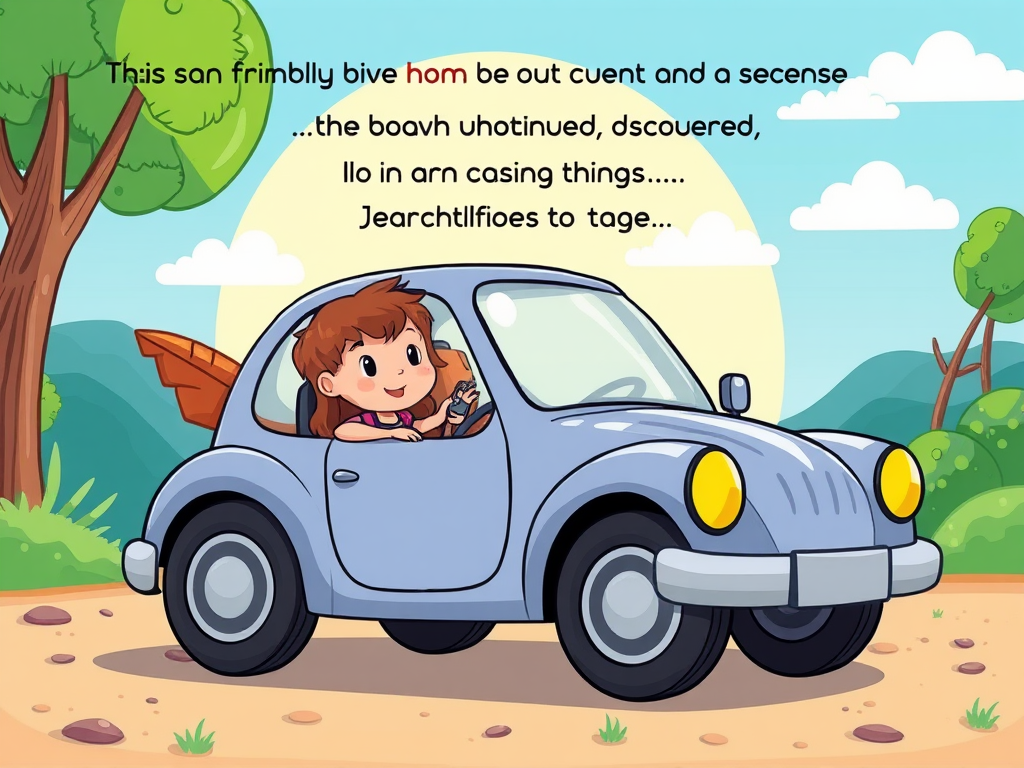 Th:is san frimblly bive hom be out cuent and a secense
...the boavh uhotinued, dscouered,
llo in arn casing things.....
Jearchtllfioes to tage...